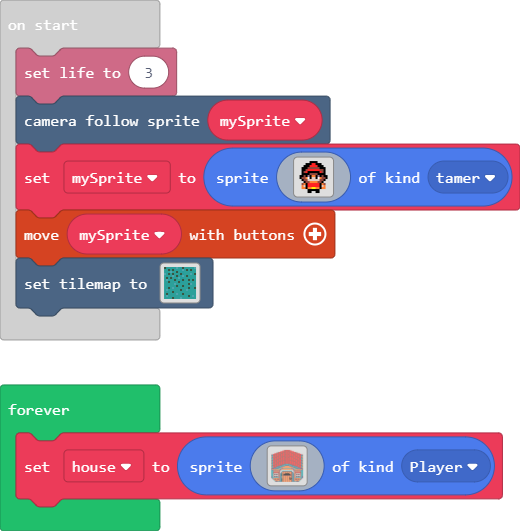 on start
set life to 3
camera follow sprite mySprite
set mySprite to sprite of kind tamer
move mySprite with buttons
set tilemap to
forever
set house to sprite of kind Player